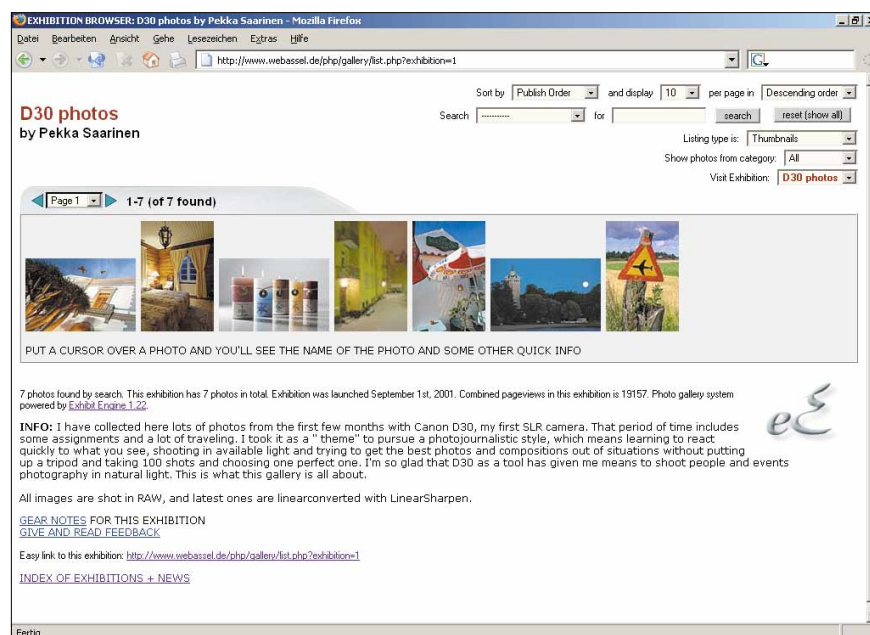 EXHIBITION BROWSER: D30 photos by Pekka Saarinen - Mozilla Firefox
Datei Bearbeiten Ansicht Gehe Lesezeichen Extras Hilfe
http://www.webassel.de/php/gallery/list.php?exhibition=1
Sort by Publish Order and display 10 per page in Descending order
D30 photos
Search ----------- for search reset (show all)
by Pekka Saarinen
Listing type is: Thumbnails
Show photos from category: All
Visit Exhibition: D30 photos
Page 1 1-7 (of 7 found)
PUT A CURSOR OVER A PHOTO AND YOU'LL SEE THE NAME OF THE PHOTO AND SOME OTHER QUICK INFO
7 photos found by search. This exhibition has 7 photos in total. Exhibition was launched September 1st, 2001. Combined pageviews in this exhibition is 19157. Photo gallery system
powered by Exhibit Engine 1.22.
INFO: I have collected here lots of photos from the first few months with Canon D30, my first SLR camera. That period of time includes
some assignments and a lot of traveling. I took it as a " theme" to pursue a photojournalistic style, which means learning to react
quickly to what you see, shooting in available light and trying to get the best photos and compositions out of situations without putting
up a tripod and taking 100 shots and choosing one perfect one. I'm so glad that D30 as a tool has given me means to shoot people and events
photography in natural light. This is what this gallery is all about.
All images are shot in RAW, and latest ones are linearconverted with LinearSharpen.
GEAR NOTES FOR THIS EXHIBITION
GIVE AND READ FEEDBACK
Easy link to this exhibition: http://www.webassel.de/php/gallery/list.php?exhibition=1
INDEX OF EXHIBITIONS + NEWS
Fertig